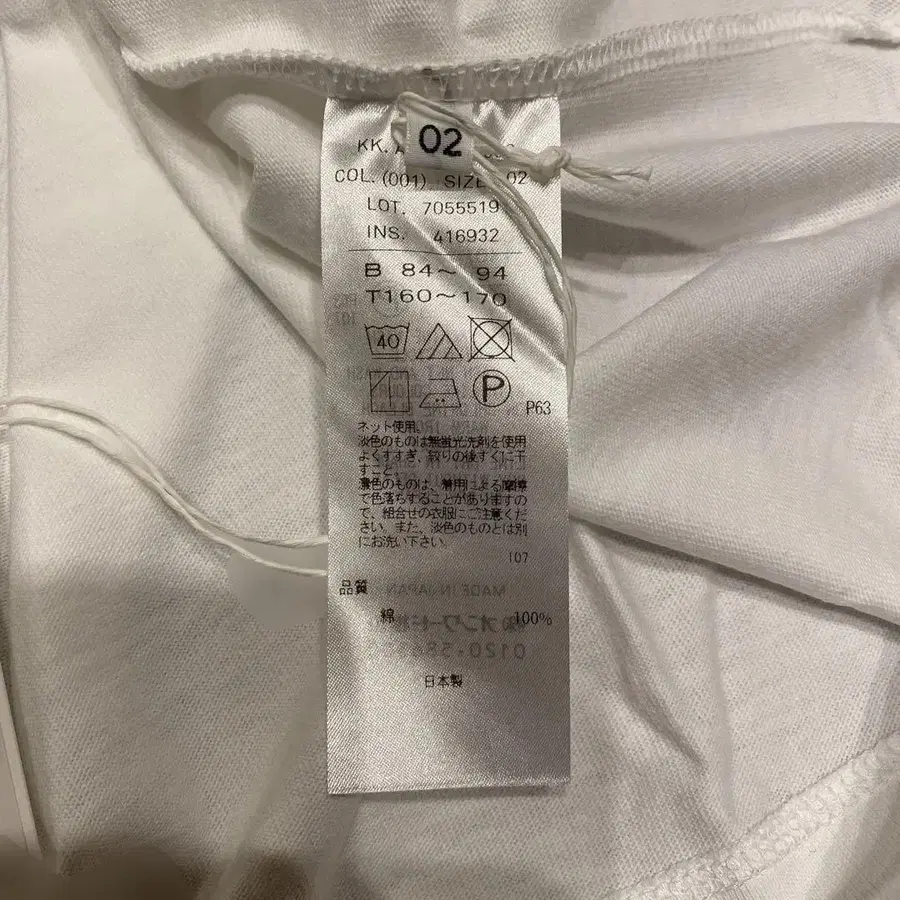 02
KK.
COL. (001) SIZE 02
LOT. 7055519
INS. 416932
B 84〜 94
T160〜170
40
P
P63
ネット使用。
淡色のものは無蛍光洗剤を使用
よくすすぎ、絞りの後すぐに干
すこと。
濃色のものは、着用による摩擦
で色落ちすることがありますの
で、組合せの衣服にご注意くだ
さい。また、淡色のものとは別
にお洗い下さい。
107
品質
綿 100%
日本製
MADE IN JAPAN